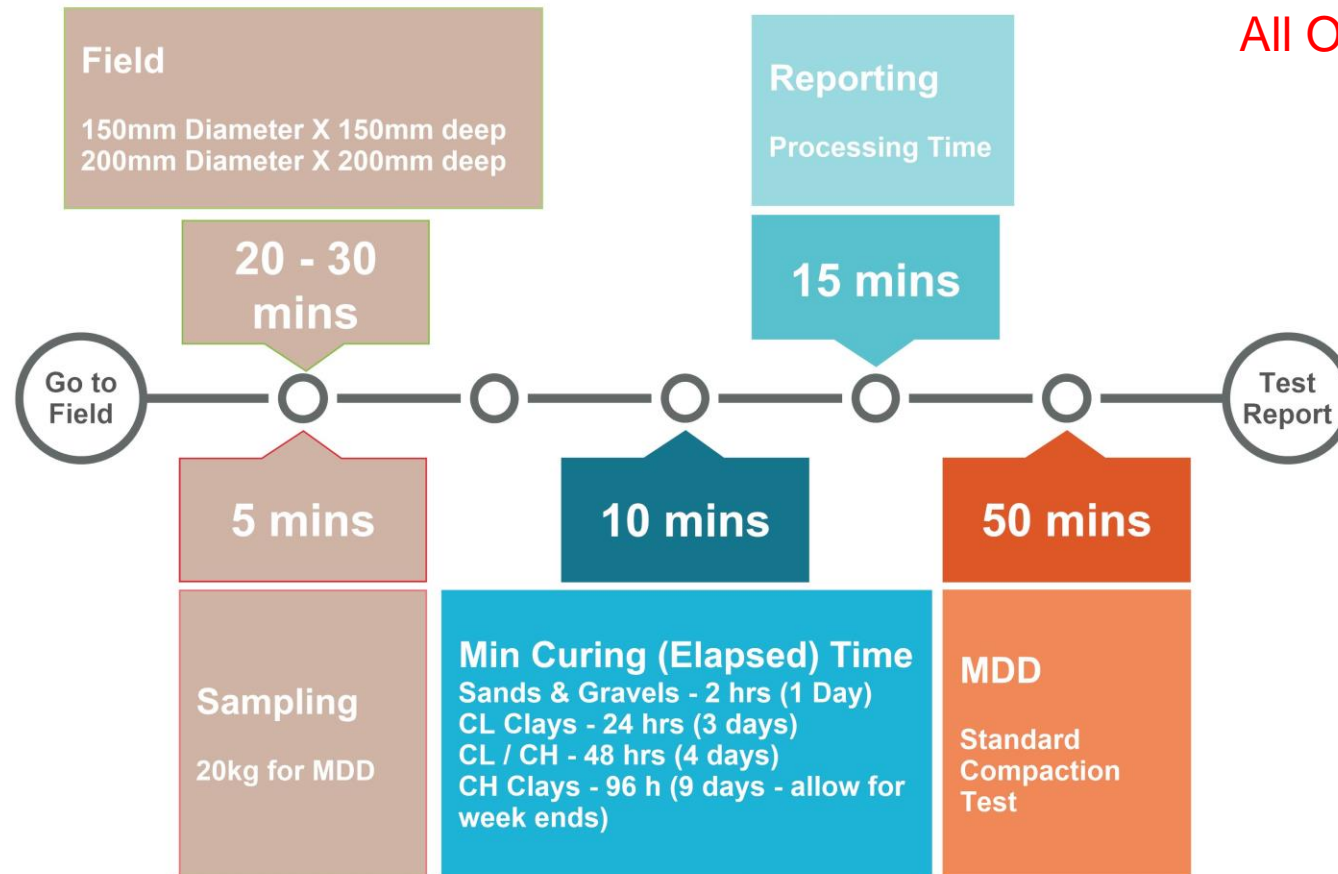 All O
Field
150mm Diameter X 150mm deep
200mm Diameter X 200mm deep
Reporting
Processing Time
20 - 30
mins
15 mins
Go to
Field
Test
Report
5 mins
10 mins
50 mins
Sampling
20kg for MDD
Min Curing (Elapsed) Time
Sands & Gravels - 2 hrs (1 Day)
CL Clays - 24 hrs (3 days)
CL / CH - 48 hrs (4 days)
CH Clays - 96 h (9 days - allow for
week ends)
MDD
Standard
Compaction
Test